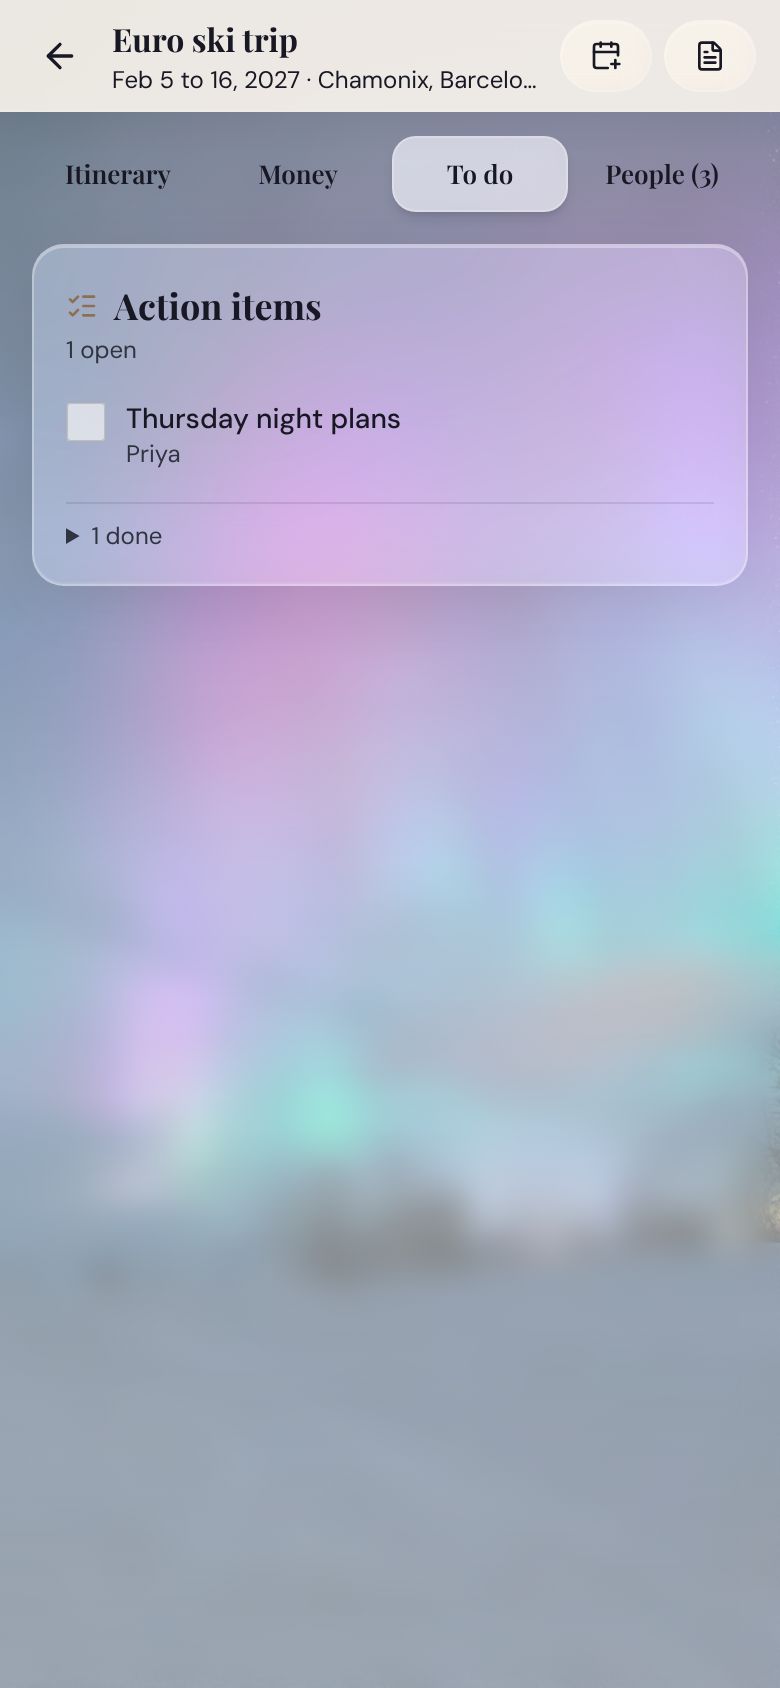 Euro ski trip
Feb 5 to 16, 2027 · Chamonix, Barcelo...
Itinerary
Money
To do
People (3)
Action items
1 open
Thursday night plans
Priya
1 done